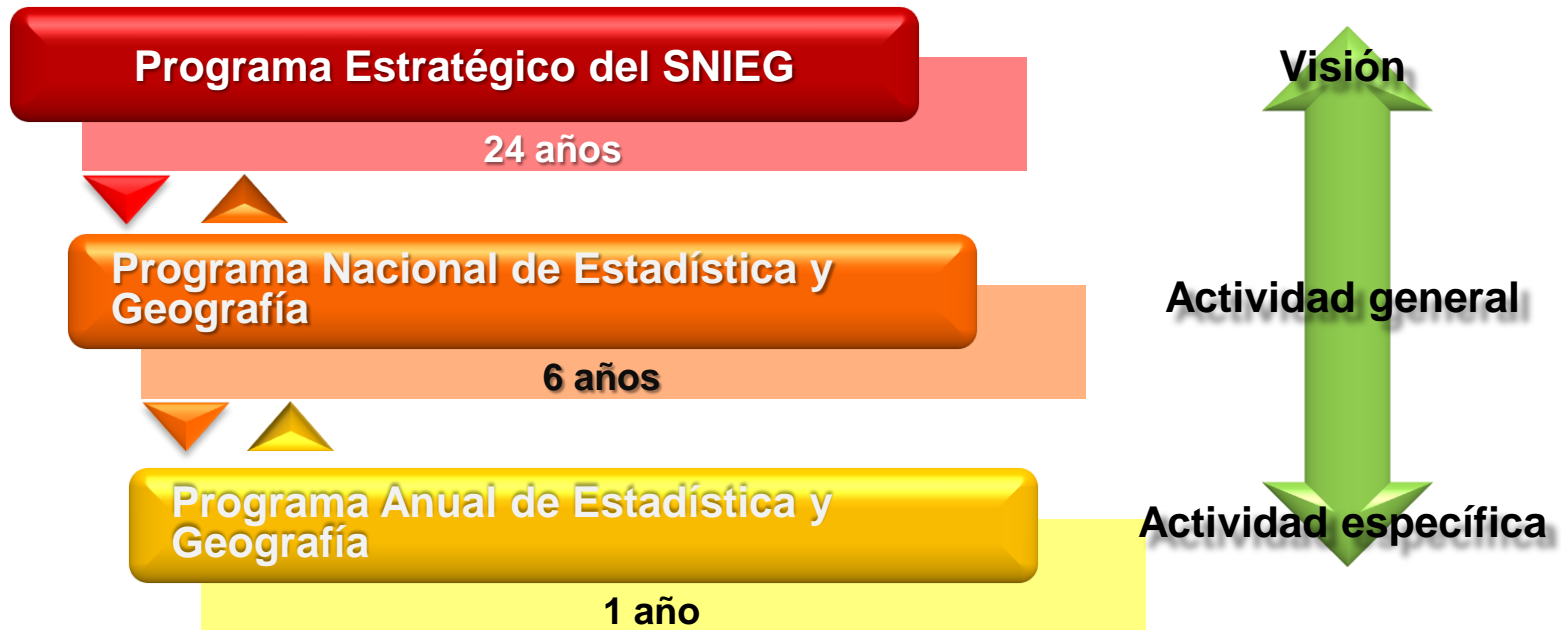 Programa Estratégico del SNIEG
Visión
24 años
Programa Nacional de Estadística y
Geografía
Actividad general
6 años
Programa Anual de Estadística y
Geografía
Actividad específica
1 año